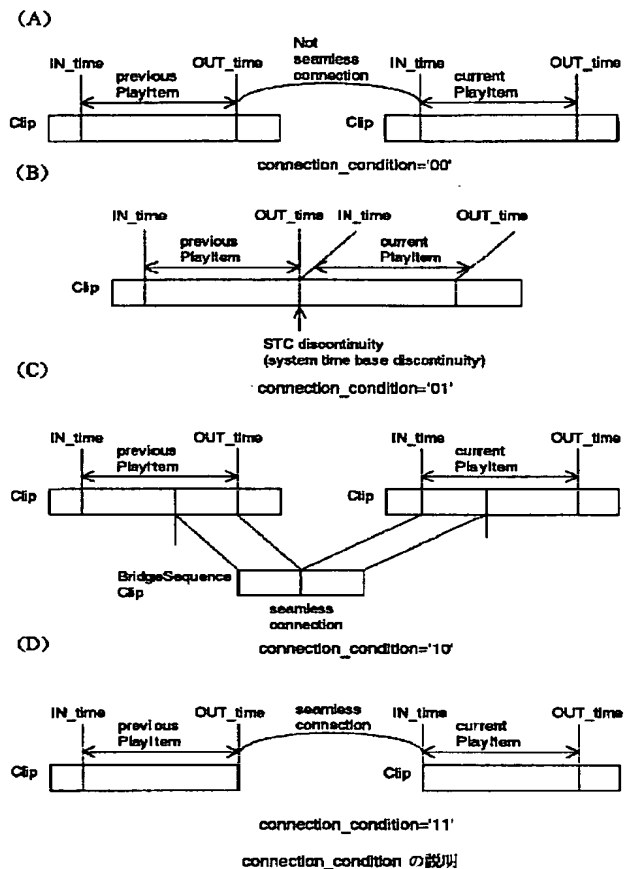 (A)
Not
seamless
connection
IN_time
OUT_time
IN_time
OUT_time
previous
PlayItem
current
PlayItem
Clip
Clip
connection_condition='00'
(B)
IN_time
OUT_time
IN_time
OUT_time
previous
PlayItem
current
PlayItem
Clip
STC discontinuity
(system time base discontinuity)
(C)
connection_condition='01'
IN_time
OUT_time
IN_time
OUT_time
previous
PlayItem
current
PlayItem
Clip
Clip
BridgeSequence
Clip
seamless
connection
(D)
connection_condition='10'
IN_time
OUT_time
seamless
connection
IN_time
OUT_time
previous
PlayItem
current
PlayItem
Clip
Clip
connection_condition='11'
connection_condition の説明